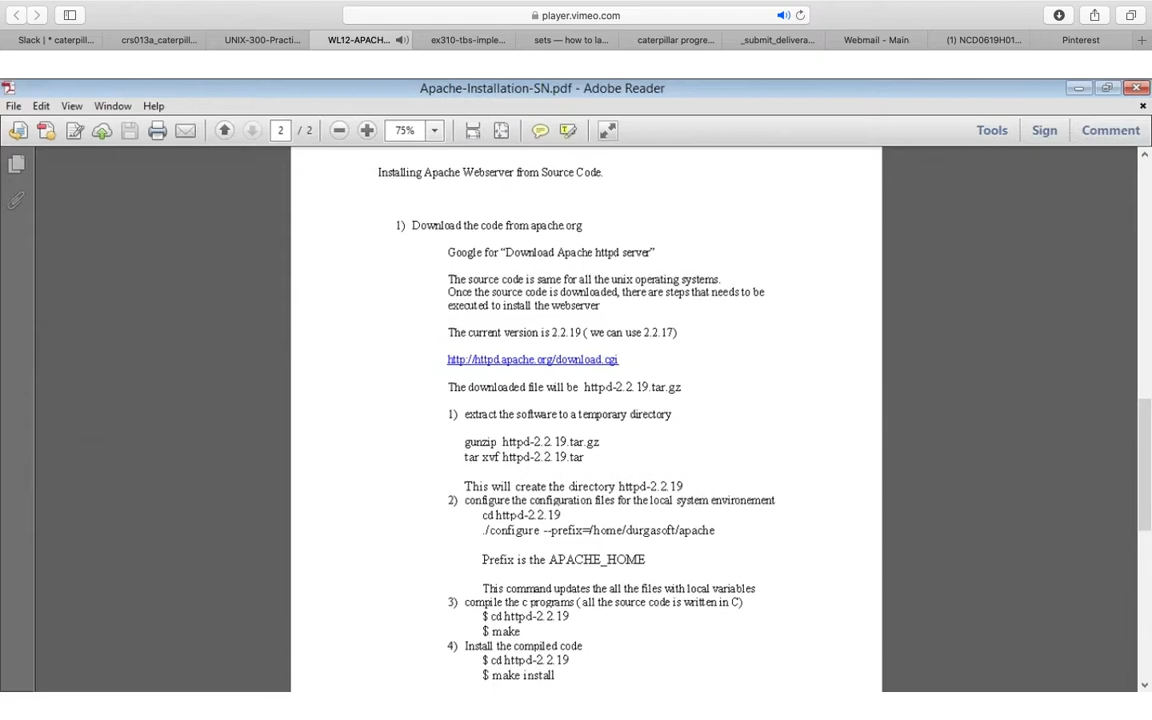 player.vimeo.com
Slack | * caterpill...
crs013a_caterpill...
UNIX-300-Practi...
WL12-APACH...
ex310-tbs-imple...
sets — how to la...
caterpillar progre...
_submit_delivera...
Webmail - Main
(1) NCD0619H01...
Pinterest
Apache-Installation-SN.pdf - Adobe Reader
File Edit View Window Help
2 / 2 75% Tools Sign Comment
Installing Apache Webserver from Source Code.
1) Download the code from apache.org
Google for “Download Apache httpd server”
The source code is same for all the unix operating systems.
Once the source code is downloaded, there are steps that needs to be
executed to install the webserver
The current version is 2.2.19 ( we can use 2.2.17)
http://httpd.apache.org/download.cgi
The downloaded file will be httpd-2.2.19.tar.gz
1) extract the software to a temporary directory
gunzip httpd-2.2.19.tar.gz
tar xvf httpd-2.2.19.tar
This will create the directory httpd-2.2.19
2) configure the configuration files for the local system environement
cd httpd-2.2.19
./configure --prefix=/home/durgasoft/apache
Prefix is the APACHE_HOME
This command updates the all the files with local variables
3) compile the c programs ( all the source code is written in C)
$ cd httpd-2.2.19
$ make
4) Install the compiled code
$ cd httpd-2.2.19
$ make install